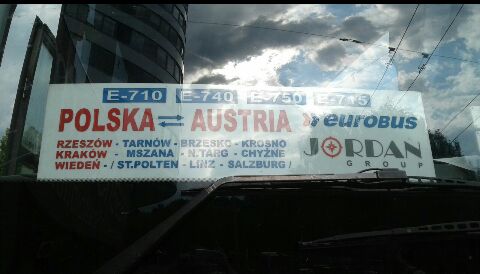 E-710 E-740 E-750 E-715
POLSKA ⇄ AUSTRIA »eurobus
RZESZÓW - TARNÓW - BRZESKO - KROSNO
KRAKÓW - MSZANA - N.TARG - CHYŻNE
WIEDEŃ - / ST.POLTEN - LINZ - SALZBURG /
JORDAN
GROUP